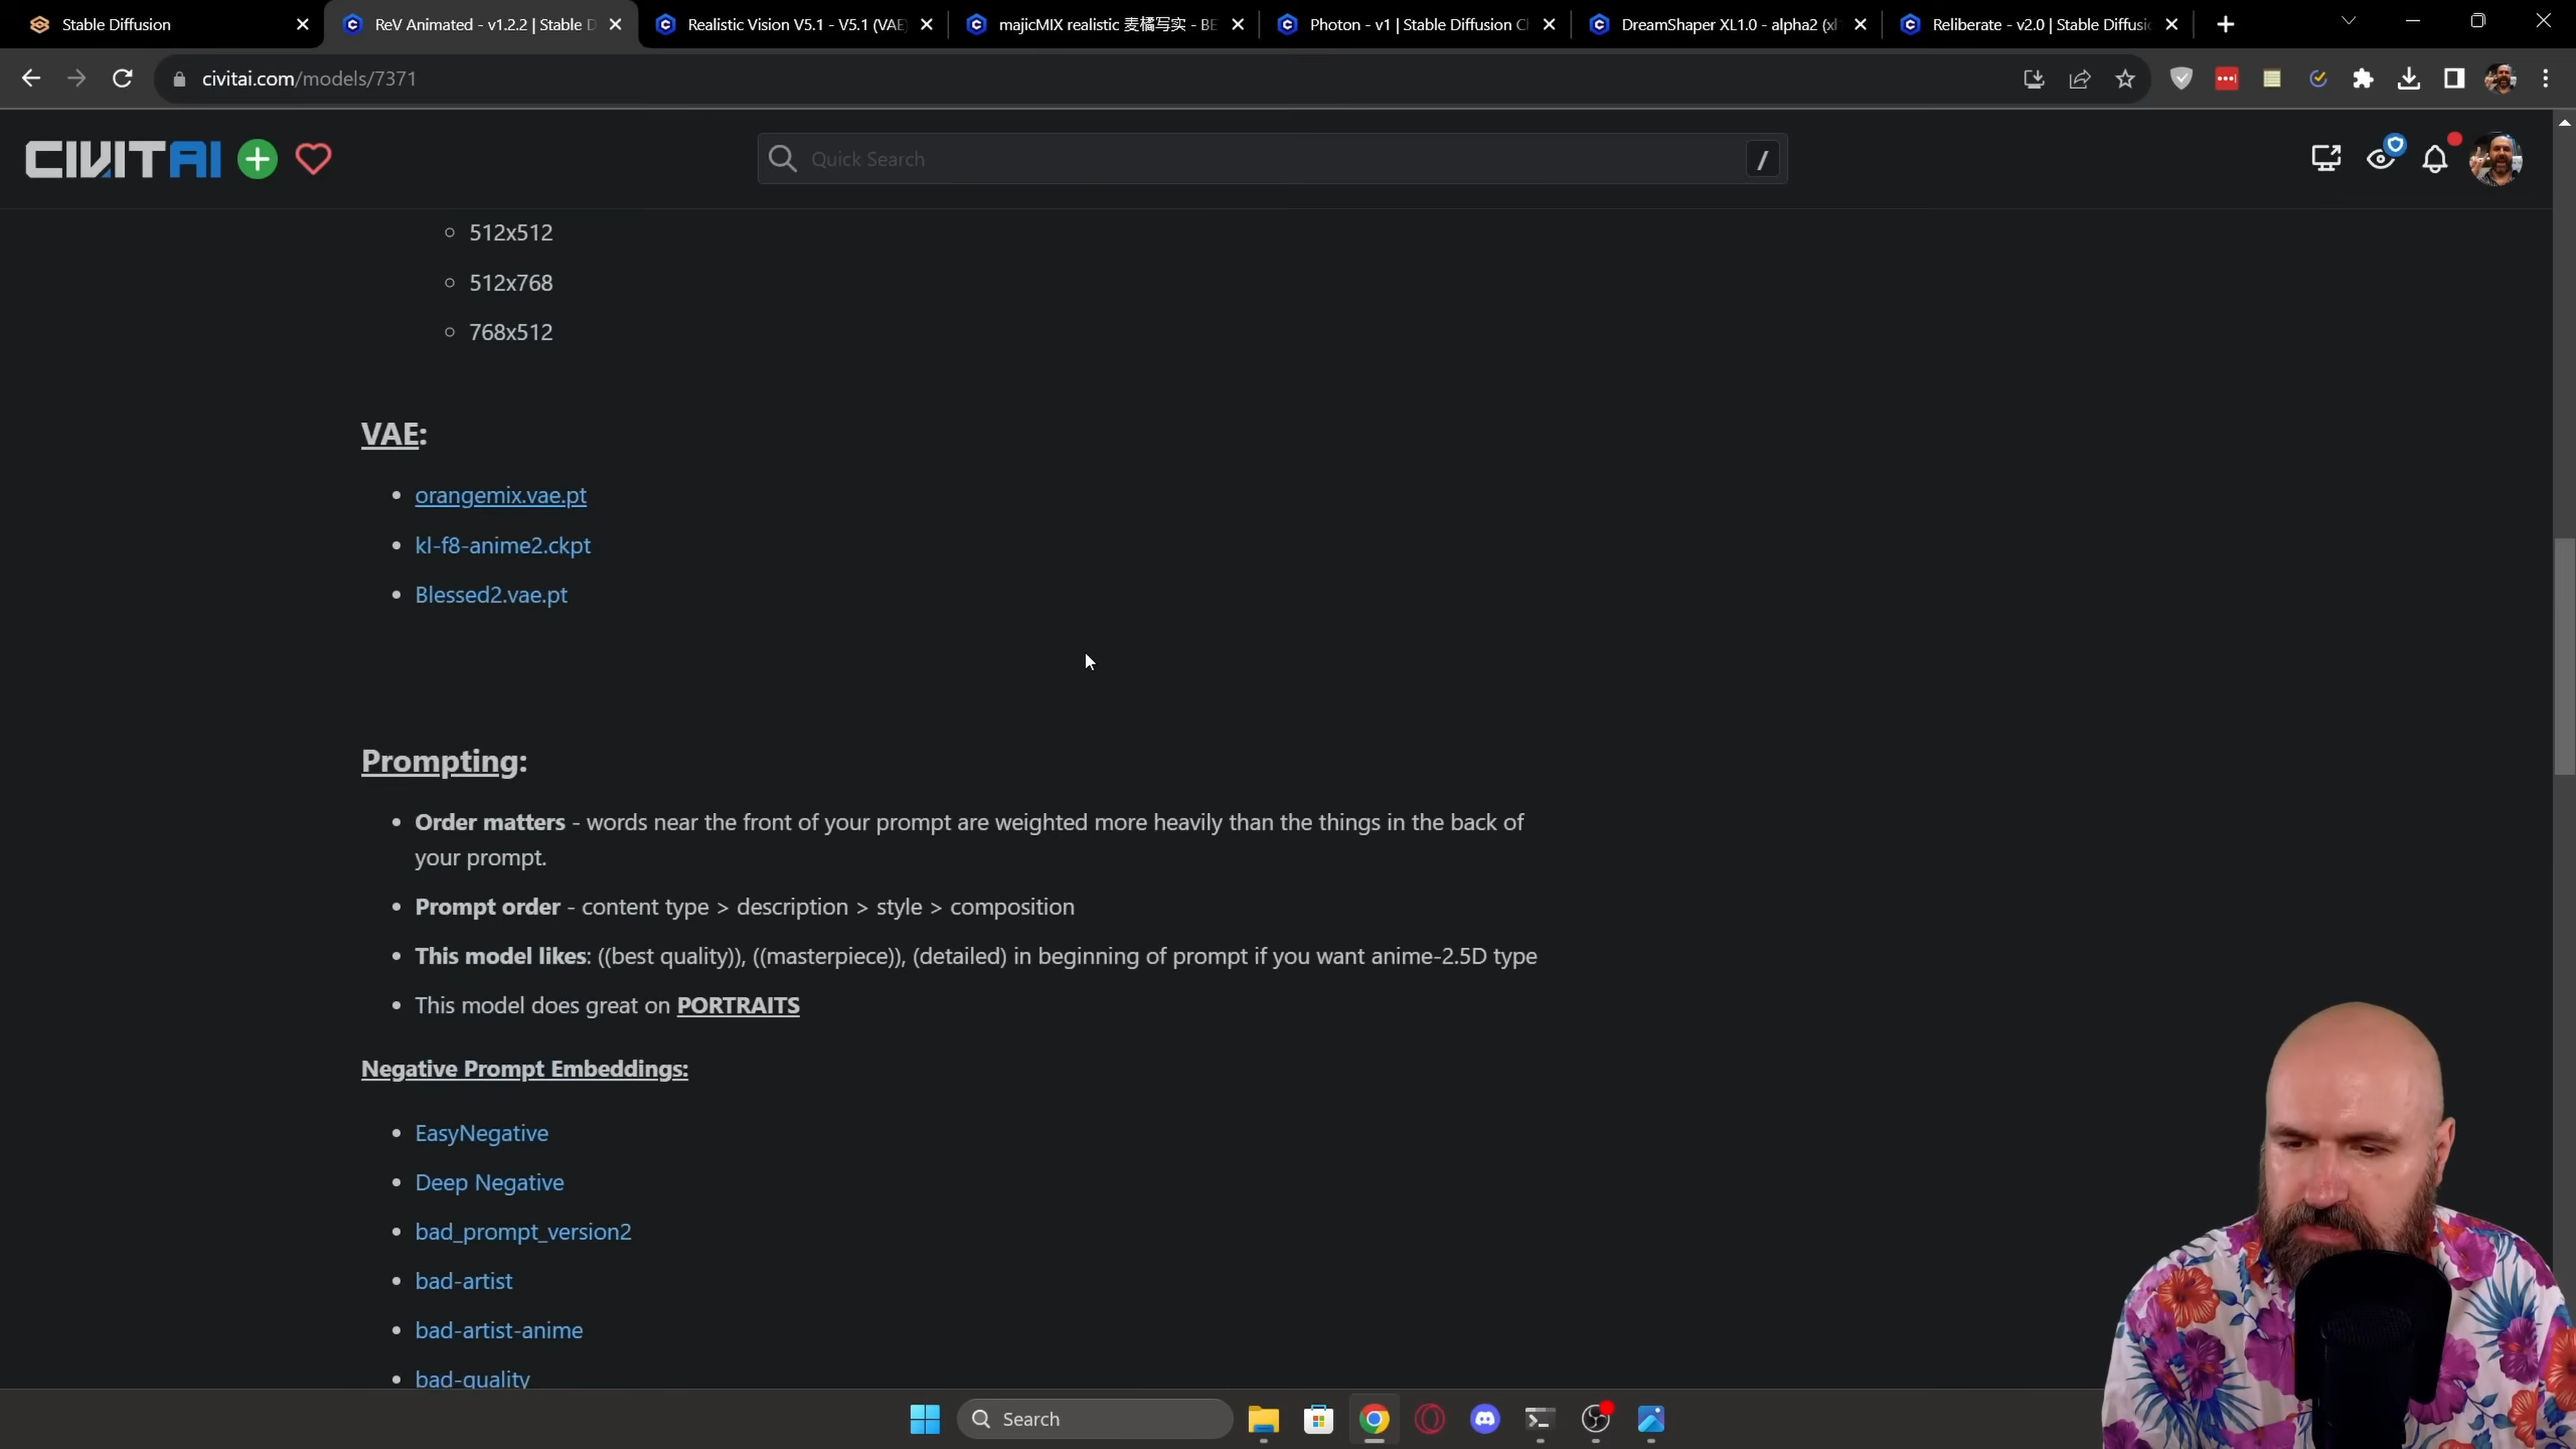 Stable Diffusion
ReV Animated - v1.2.2 | Stable D
Realistic Vision V5.1 - V5.1 (VAE)
majicMIX realistic 麦橘写实 - BE
Photon - v1 | Stable Diffusion Ch
DreamShaper XL1.0 - alpha2 (xl
Reliberate - v2.0 | Stable Diffusio
civitai.com/models/7371
CIVITAI
Quick Search
/
512x512
512x768
768x512
VAE:
orangemix.vae.pt
kl-f8-anime2.ckpt
Blessed2.vae.pt
Prompting:
Order matters - words near the front of your prompt are weighted more heavily than the things in the back of
your prompt.
Prompt order - content type > description > style > composition
This model likes: ((best quality)), ((masterpiece)), (detailed) in beginning of prompt if you want anime-2.5D type
This model does great on PORTRAITS
Negative Prompt Embeddings:
EasyNegative
Deep Negative
bad_prompt_version2
bad-artist
bad-artist-anime
bad-quality
Search